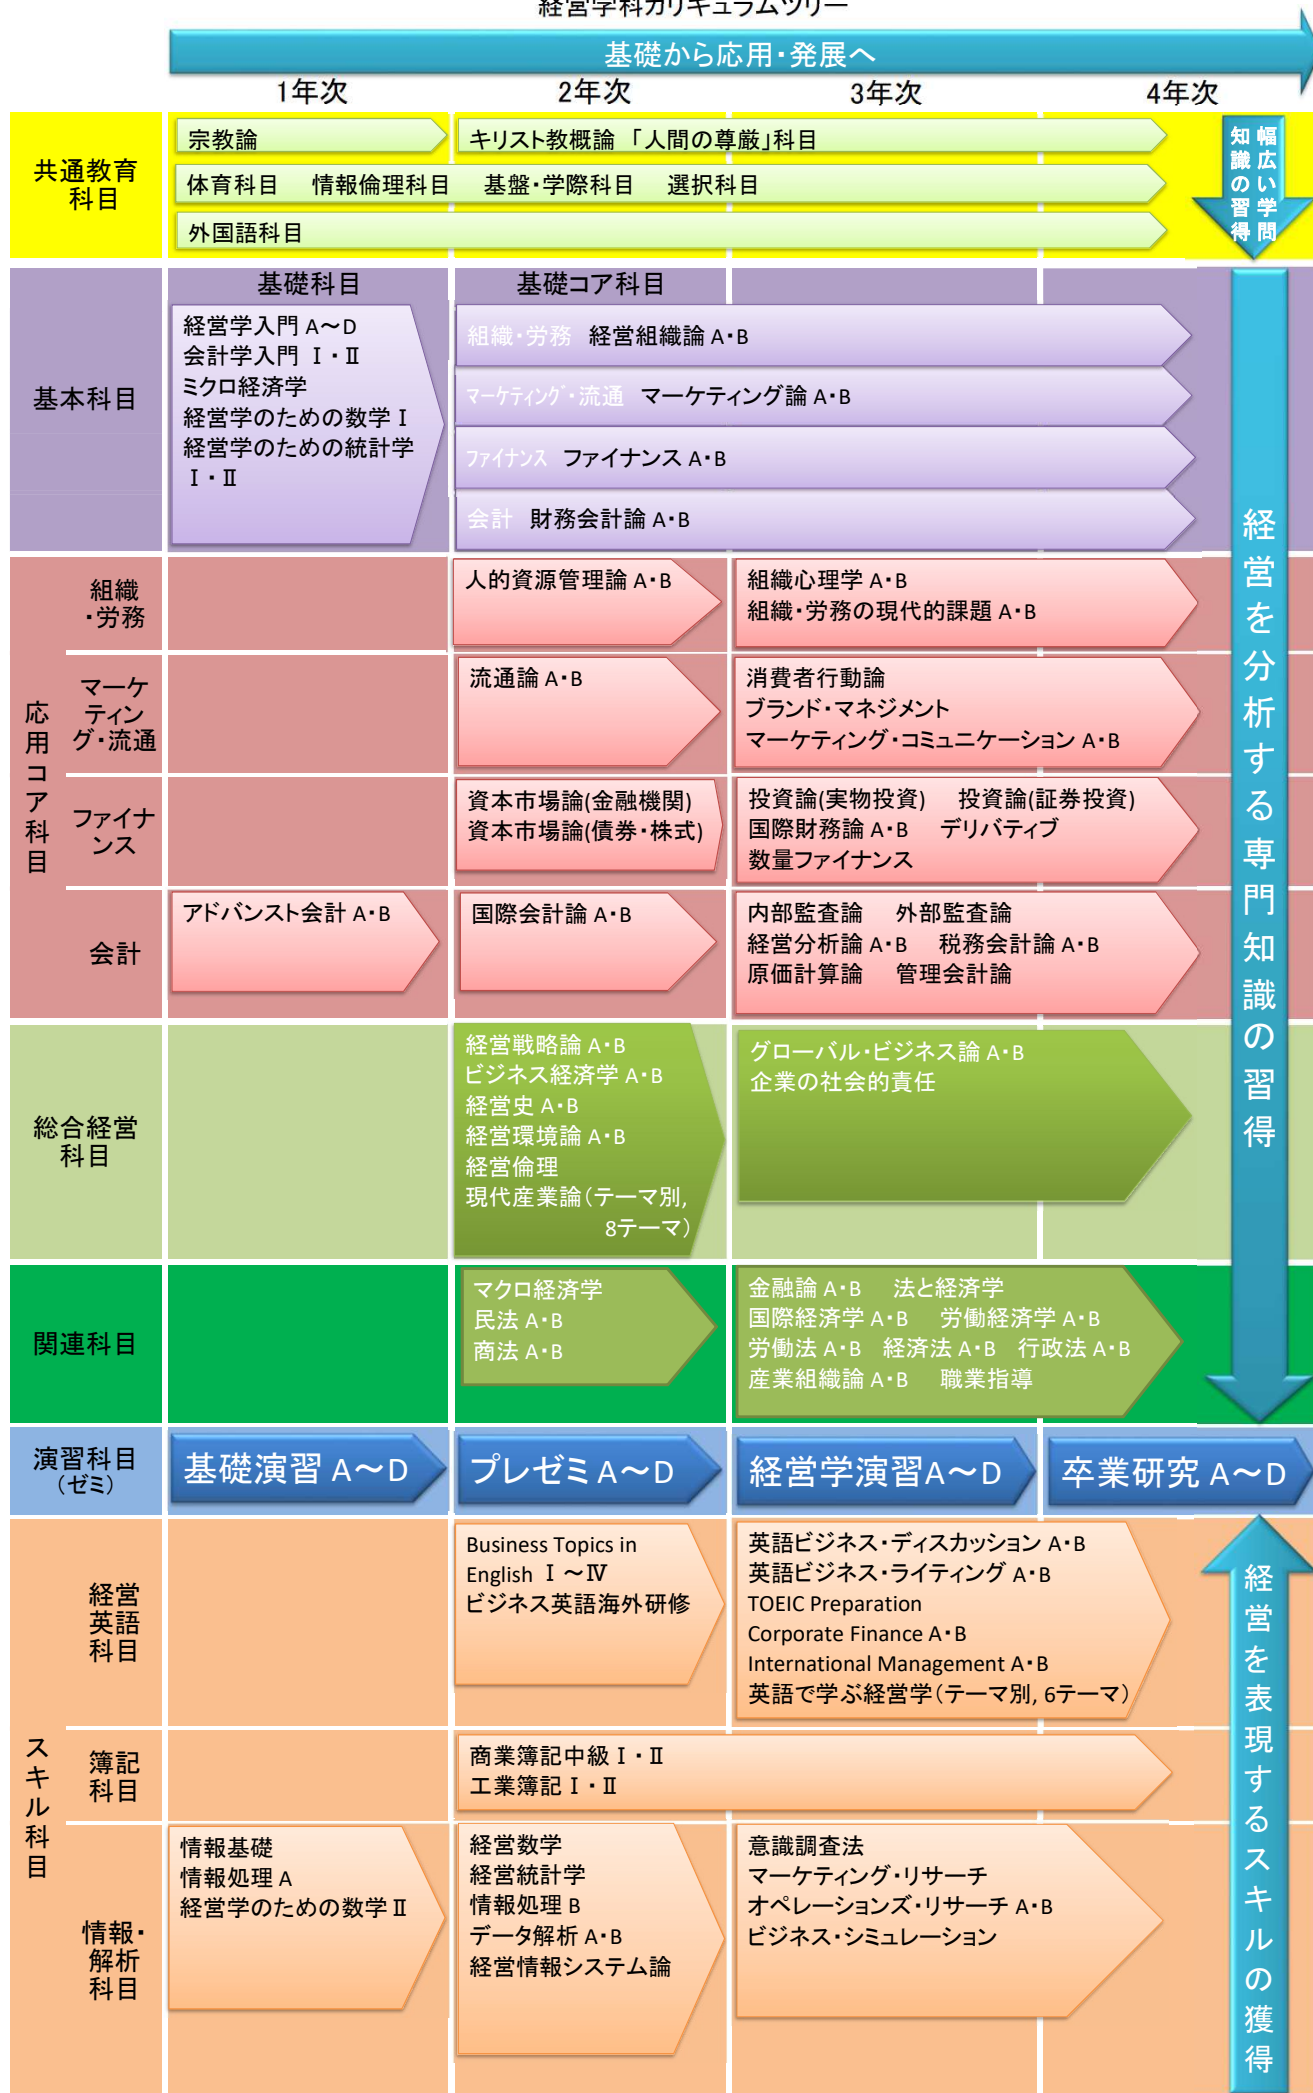 経営学科カリキュラムツリー
基礎から応用・発展へ
1年次
2年次
3年次
4年次
共通教育
科目
宗教論
キリスト教概論 「人間の尊厳」科目
体育科目 情報倫理科目 基盤・学際科目 選択科目
外国語科目
幅広い学問
知識の習得
基本科目
基礎科目
経営学入門 A～D
会計学入門 Ⅰ・Ⅱ
ミクロ経済学
経営学のための数学Ⅰ
経営学のための統計学
Ⅰ・Ⅱ
基礎コア科目
組織・労務 経営組織論 A・B
マーケティング・流通 マーケティング論 A・B
ファイナンス ファイナンス A・B
会計 財務会計論 A・B
経営を分析する専門知識の習得
応用コア科目
組織
・労務
人的資源管理論 A・B
組織心理学 A・B
組織・労務の現代的課題 A・B
マーケ
ティン
グ・流通
流通論 A・B
消費者行動論
ブランド・マネジメント
マーケティング・コミュニケーション A・B
ファイナ
ンス
資本市場論(金融機関)
資本市場論(債券・株式)
投資論(実物投資) 投資論(証券投資)
国際財務論 A・B デリバティブ
数量ファイナンス
会計
アドバンスト会計 A・B
国際会計論 A・B
内部監査論 外部監査論
経営分析論 A・B 税務会計論 A・B
原価計算論 管理会計論
総合経営
科目
経営戦略論 A・B
ビジネス経済学 A・B
経営史 A・B
経営環境論 A・B
経営倫理
現代産業論（テーマ別,
8テーマ）
グローバル・ビジネス論 A・B
企業の社会的責任
関連科目
マクロ経済学
民法 A・B
商法 A・B
金融論 A・B 法と経済学
国際経済学 A・B 労働経済学 A・B
労働法 A・B 経済法 A・B 行政法 A・B
産業組織論 A・B 職業指導
演習科目
（ゼミ）
基礎演習 A～D
プレゼミ A～D
経営学演習A～D
卒業研究 A～D
スキル科目
経営
英語
科目
Business Topics in
English Ⅰ～Ⅳ
ビジネス英語海外研修
英語ビジネス・ディスカッション A・B
英語ビジネス・ライティング A・B
TOEIC Preparation
Corporate Finance A・B
International Management A・B
英語で学ぶ経営学（テーマ別, 6テーマ）
簿記
科目
商業簿記中級Ⅰ・Ⅱ
工業簿記Ⅰ・Ⅱ
情報・
解析
科目
情報基礎
情報処理 A
経営学のための数学Ⅱ
経営数学
経営統計学
情報処理 B
データ解析 A・B
経営情報システム論
意識調査法
マーケティング・リサーチ
オペレーションズ・リサーチ A・B
ビジネス・シミュレーション
経営を表現するスキルの獲得